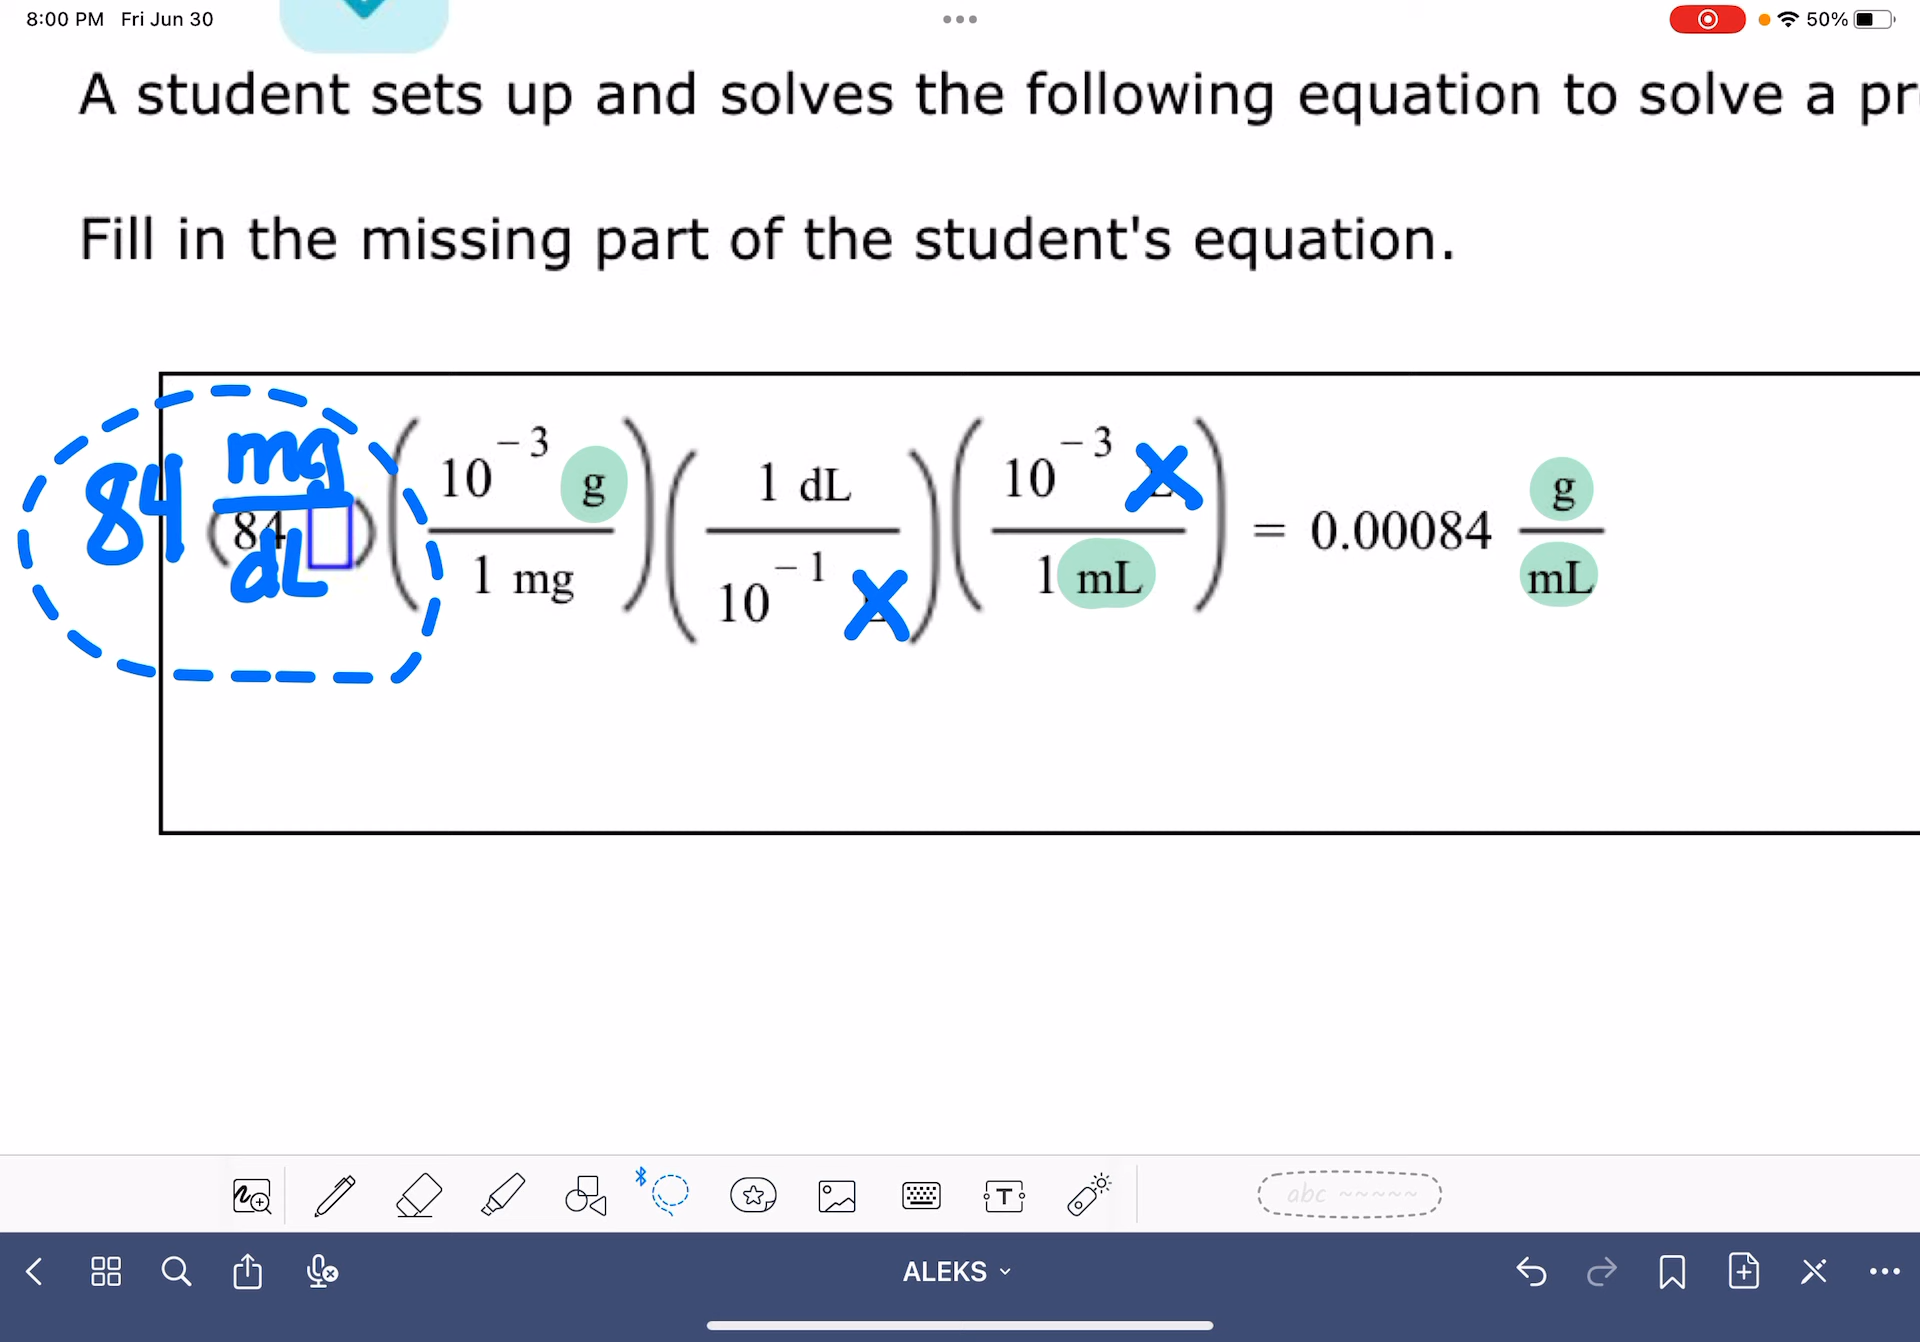 8:00 PM Fri Jun 30 50%
A student sets up and solves the following equation to solve a pr
Fill in the missing part of the student's equation.
84 mg/dL
(84 □) (10^-3 g / 1 mg) (1 dL / 10^-1) (10^-3 / 1 mL) = 0.00084 g/mL
T
abc
ALEKS